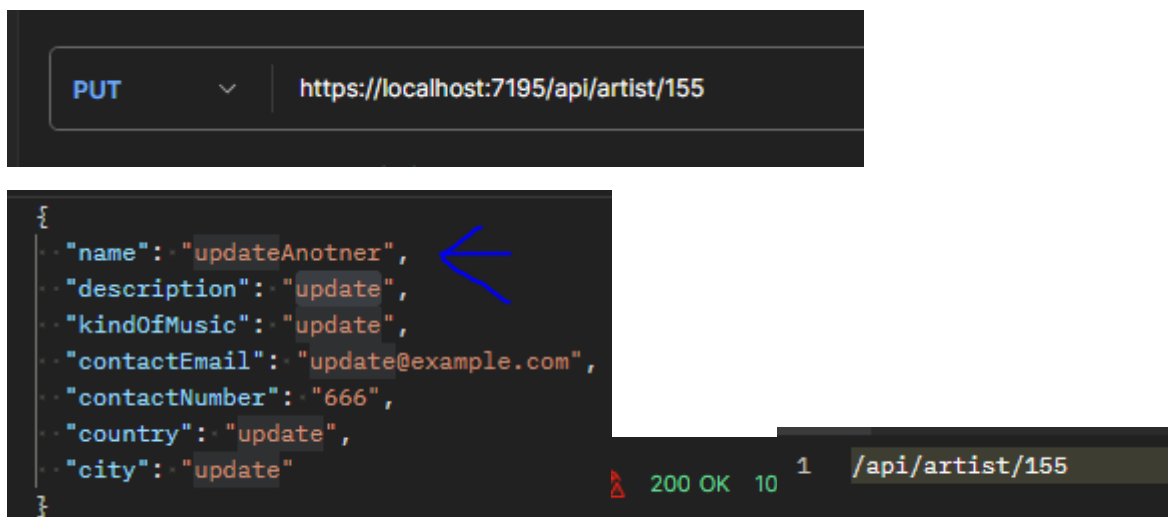 PUT https://localhost:7195/api/artist/155
{
"name": "updateAnotner",
"description": "update",
"kindOfMusic": "update",
"contactEmail": "update@example.com",
"contactNumber": "666",
"country": "update",
"city": "update"
}
200 OK 10
1 /api/artist/155